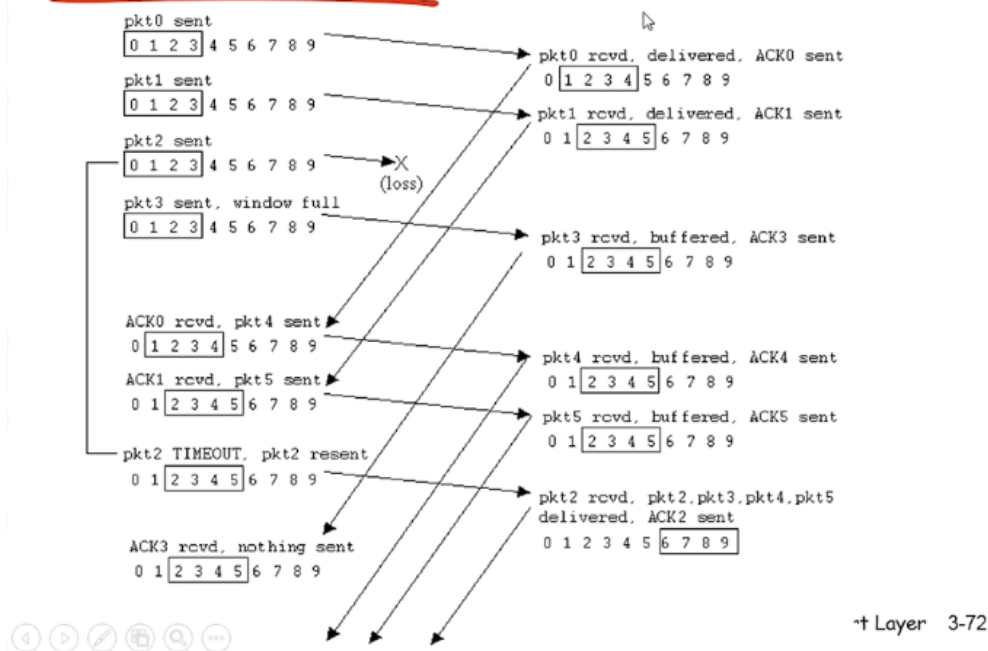 pkt0 sent
0 1 2 3 4 5 6 7 8 9
pkt1 sent
0 1 2 3 4 5 6 7 8 9
pkt2 sent
0 1 2 3 4 5 6 7 8 9
X
(loss)
pkt3 sent, window full
0 1 2 3 4 5 6 7 8 9
ACK0 rcvd, pkt4 sent
0 1 2 3 4 5 6 7 8 9
ACK1 rcvd, pkt5 sent
0 1 2 3 4 5 6 7 8 9
pkt2 TIMEOUT, pkt2 resent
0 1 2 3 4 5 6 7 8 9
ACK3 rcvd, nothing sent
0 1 2 3 4 5 6 7 8 9
pkt0 rcvd, delivered, ACK0 sent
0 1 2 3 4 5 6 7 8 9
pkt1 rcvd, delivered, ACK1 sent
0 1 2 3 4 5 6 7 8 9
pkt3 rcvd, buffered, ACK3 sent
0 1 2 3 4 5 6 7 8 9
pkt4 rcvd, buffered, ACK4 sent
0 1 2 3 4 5 6 7 8 9
pkt5 rcvd, buffered, ACK5 sent
0 1 2 3 4 5 6 7 8 9
pkt2 rcvd, pkt2,pkt3,pkt4,pkt5
delivered, ACK2 sent
0 1 2 3 4 5 6 7 8 9
t Layer 3-72